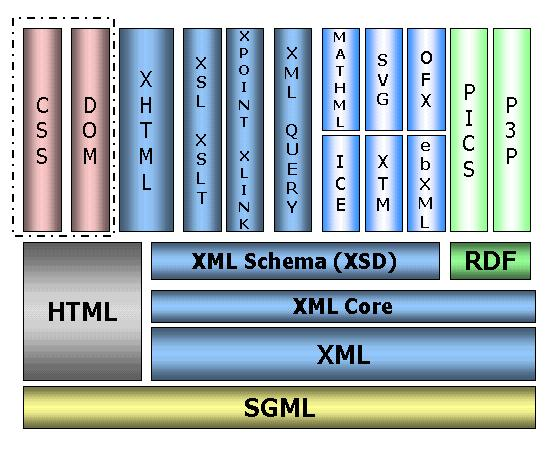 CSS
DOM
XHTML
XSL XSLT
XPOINT XLINK
XML QUERY
MATHML
SVG
OFX
ICE
XTM
ebXML
PICS
P3P
XML Schema (XSD)
RDF
HTML
XML Core
XML
SGML